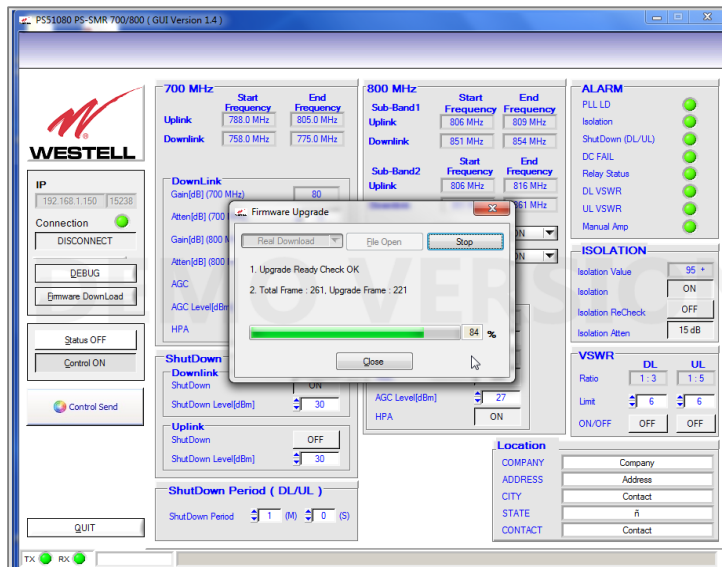 PS51080 PS-SMR 700/800 ( GUI Version 1.4 )
WESTELL
IP
192.168.1.150 15238
Connection
DISCONNECT
DEBUG
Firmware DownLoad
Status OFF
Control ON
Control Send
QUIT
TX RX
700 MHz
Start Frequency End Frequency
Uplink 788.0 MHz 805.0 MHz
Downlink 758.0 MHz 775.0 MHz
DownLink
Gain[dB] (700 MHz) 80
Atten[dB] (700
Gain[dB] (800 M
Atten[dB] (800
AGC
AGC Level[dBm
HPA
ShutDown
Downlink
ShutDown ON
ShutDown Level[dBm] 30
Uplink
ShutDown OFF
ShutDown Level[dBm] 30
ShutDown Period ( DL/UL )
ShutDown Period 1 (M) 0 (S)
800 MHz
Sub-Band1 Start Frequency End Frequency
Uplink 806 MHz 809 MHz
Downlink 851 MHz 854 MHz
Sub-Band2 Start Frequency End Frequency
Uplink 806 MHz 816 MHz
861 MHz
ON
ON
AGC Level[dBm] 27
HPA ON
Firmware Upgrade
Real Download File Open Stop
1. Upgrade Ready Check OK
2. Total Frame : 261, Upgrade Frame : 221
84 %
Close
ALARM
PLL LD
Isolation
ShutDown (DL/UL)
DC FAIL
Relay Status
DL VSWR
UL VSWR
Manual Amp
ISOLATION
Isolation Value 95 +
Isolation ON
Isolation ReCheck OFF
Isolation Atten 15 dB
VSWR
DL UL
Ratio 1 : 3 1 : 5
Limit 6 6
ON/OFF OFF OFF
Location
COMPANY Company
ADDRESS Address
CITY Contact
STATE ñ
CONTACT Contact
DEMO VERSION